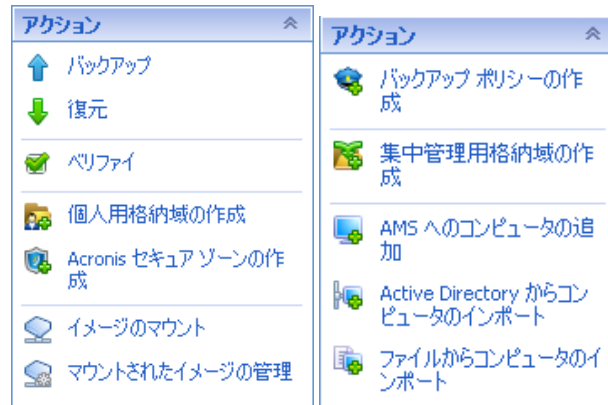 アクション
バックアップ
復元
ベリファイ
個人用格納域の作成
Acronis セキュア ゾーンの作
成
イメージのマウント
マウントされたイメージの管理
アクション
バックアップ ポリシーの作
成
集中管理用格納域の作
成
AMS へのコンピュータの追
加
Active Directory からコン
ピュータのインポート
ファイルからコンピュータのイ
ンポート